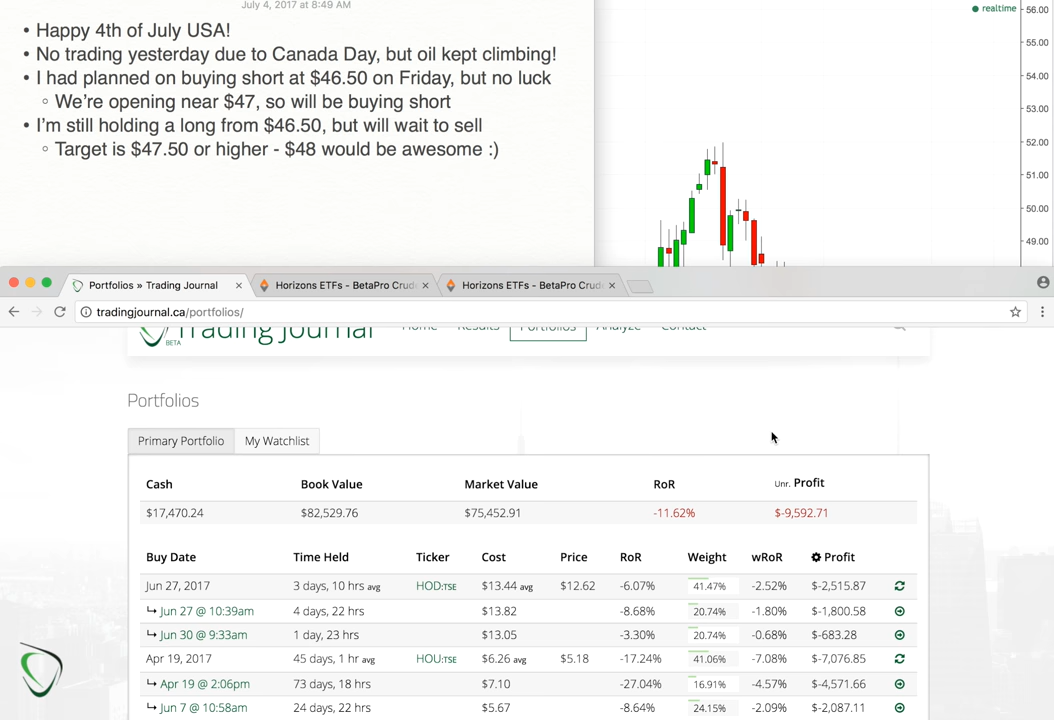 July 4, 2017 at 8:49 AM
• Happy 4th of July USA!
• No trading yesterday due to Canada Day, but oil kept climbing!
• I had planned on buying short at $46.50 on Friday, but no luck
◦ We're opening near $47, so will be buying short
• I'm still holding a long from $46.50, but will wait to sell
◦ Target is $47.50 or higher - $48 would be awesome :)
realtime
56.00
55.00
54.00
53.00
52.00
51.00
50.00
49.00
Portfolios » Trading Journal
Horizons ETFs - BetaPro Crud
Horizons ETFs - BetaPro Crud
tradingjournal.ca/portfolios/
Trading Journal
BETA
Home Results Portfolios Analyze Contact
Portfolios
Primary Portfolio My Watchlist
Cash Book Value Market Value RoR Unr. Profit
$17,470.24 $82,529.76 $75,452.91 -11.62% $-9,592.71
Buy Date Time Held Ticker Cost Price RoR Weight wRoR Profit
Jun 27, 2017 3 days, 10 hrs avg HOD:TSE $13.44 avg $12.62 -6.07% 41.47% -2.52% $-2,515.87
Jun 27 @ 10:39am 4 days, 22 hrs $13.82 -8.68% 20.74% -1.80% $-1,800.58
Jun 30 @ 9:33am 1 day, 23 hrs $13.05 -3.30% 20.74% -0.68% $-683.28
Apr 19, 2017 45 days, 1 hr avg HOU:TSE $6.26 avg $5.18 -17.24% 41.06% -7.08% $-7,076.85
Apr 19 @ 2:06pm 73 days, 18 hrs $7.10 -27.04% 16.91% -4.57% $-4,571.66
Jun 7 @ 10:58am 24 days, 22 hrs $5.67 -8.64% 24.15% -2.09% $-2,087.11